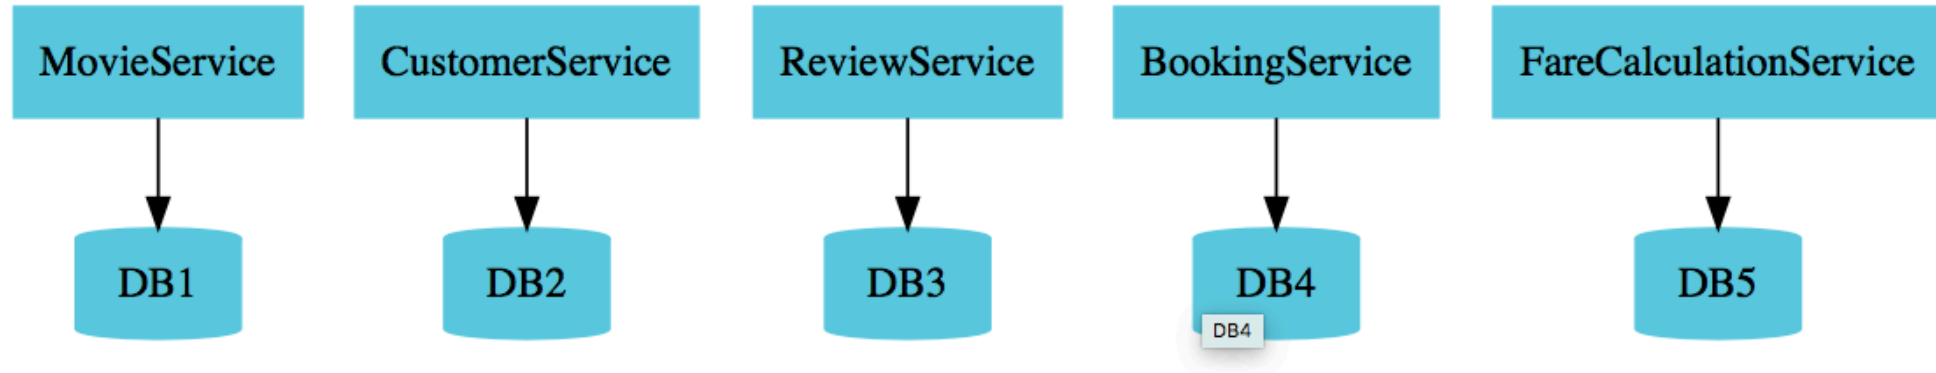 MovieService
CustomerService
ReviewService
BookingService
FareCalculationService
DB1
DB2
DB3
DB4
DB5
DB4